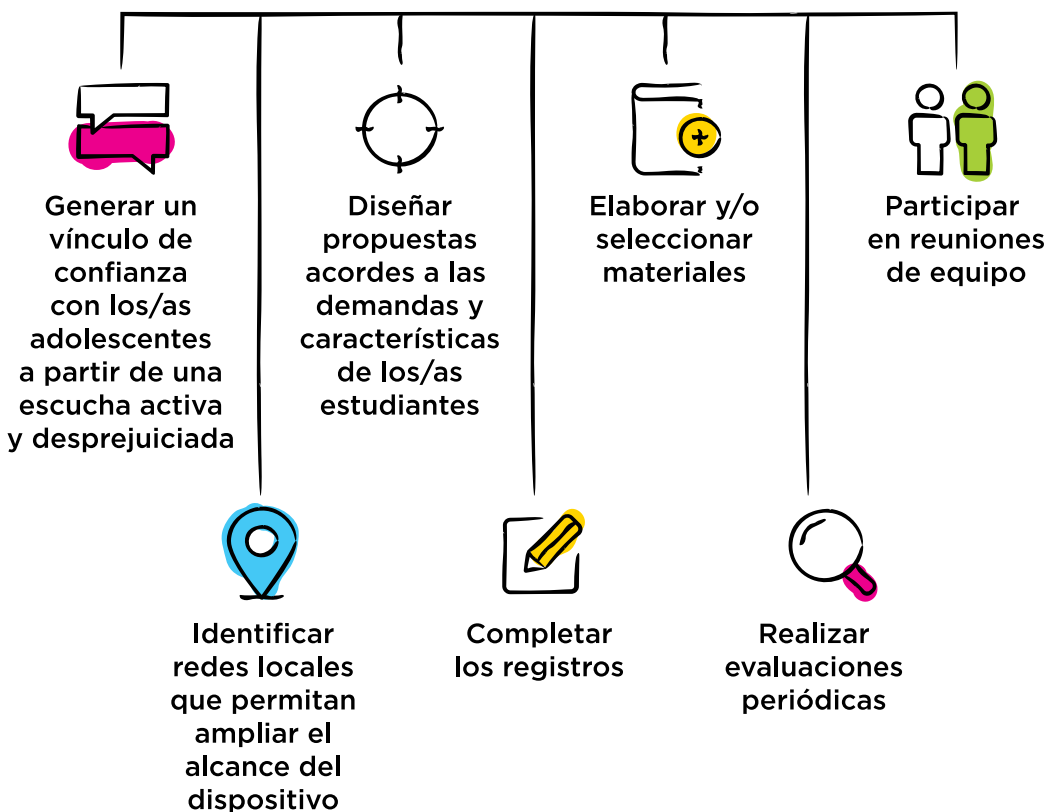 Generar un
vínculo de
confianza
con los/as
adolescentes
a partir de una
escucha activa
y desprejuiciada
Diseñar
propuestas
acordes a las
demandas y
características
de los/as
estudiantes
Elaborar y/o
seleccionar
materiales
Participar
en reuniones
de equipo
Identificar
redes locales
que permitan
ampliar el
alcance del
dispositivo
Completar
los registros
Realizar
evaluaciones
periódicas